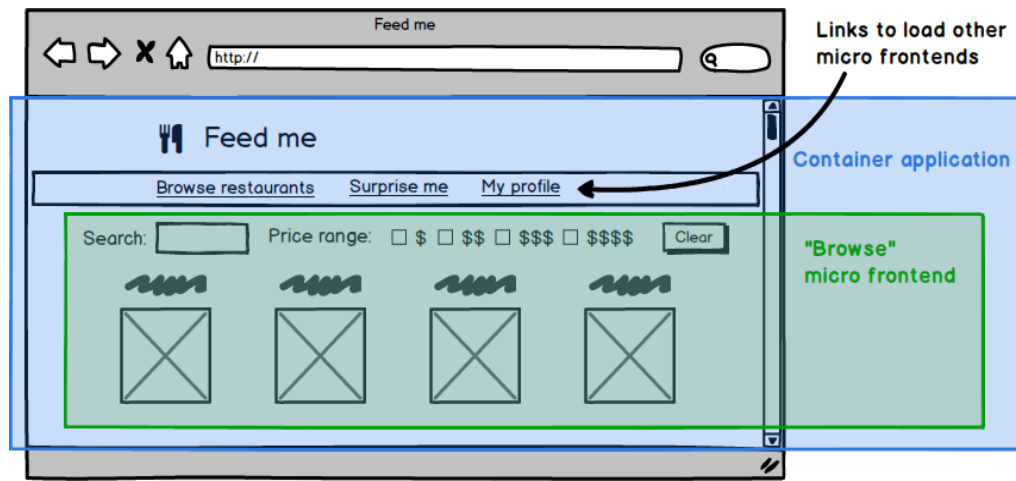 Feed me
http://
Links to load other
micro frontends
Feed me
Container application
Browse restaurants Surprise me My profile
Search: Price range: $ $$ $$$ $$$$ Clear
"Browse"
micro frontend